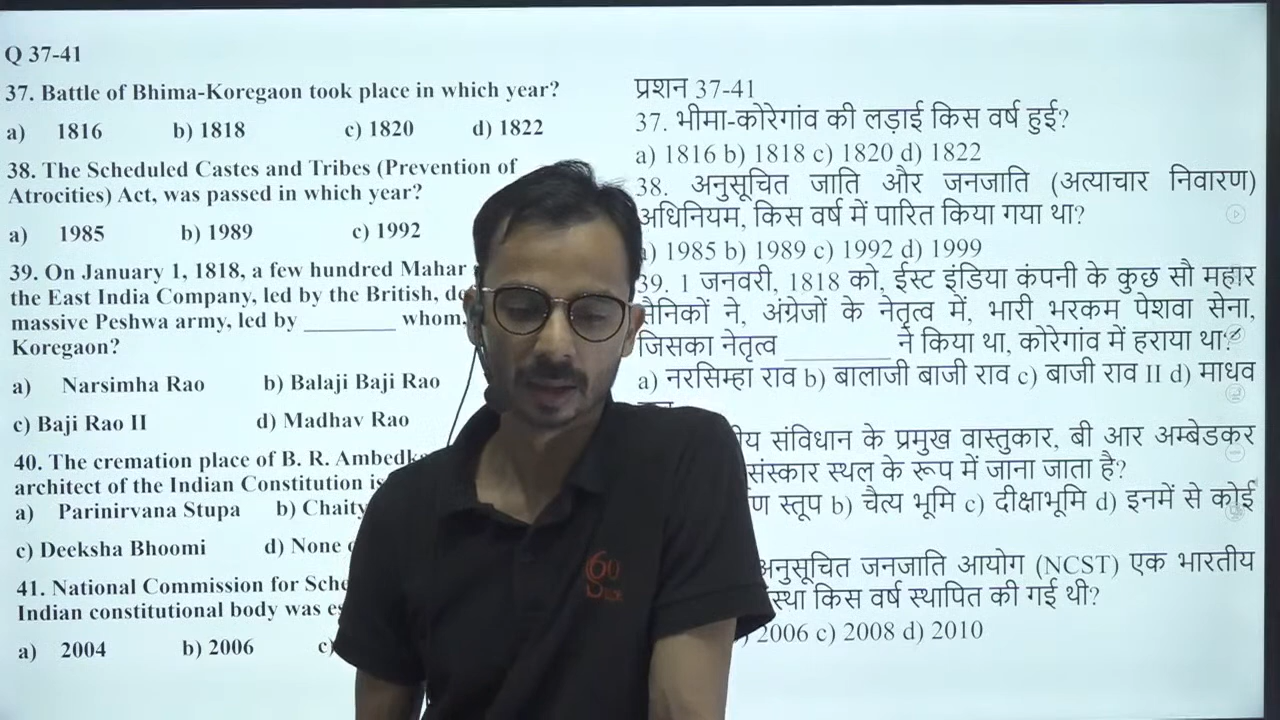 Q 37-41
37. Battle of Bhima-Koregaon took place in which year?
a) 1816 b) 1818 c) 1820 d) 1822
38. The Scheduled Castes and Tribes (Prevention of
Atrocities) Act, was passed in which year?
a) 1985 b) 1989 c) 1992
39. On January 1, 1818, a few hundred Mahar
the East India Company, led by the British,
massive Peshwa army, led by __________ whom
Koregaon?
a) Narsimha Rao b) Balaji Baji Rao
c) Baji Rao II d) Madhav Rao
40. The cremation place of B. R.
architect of the Indian Constitution is
a) Parinirvana Stupa b)
c) Deeksha Bhoomi d) None
41. National Commission for
Indian constitutional body was
a) 2004 b) 2006 c)
प्रशन 37-41
37. भीमा-कोरेगांव की लड़ाई किस वर्ष हुई?
a) 1816 b) 1818 c) 1820 d) 1822
38. अनुसूचित जाति और जनजाति (अत्याचार निवारण)
अधिनियम, किस वर्ष में पारित किया गया था?
) 1985 b) 1989 c) 1992 d) 1999
39. 1 जनवरी, 1818 को, ईस्ट इंडिया कंपनी के कुछ सौ महार
सैनिकों ने, अंग्रेजों के नेतृत्व में, भारी भरकम पेशवा सेना,
जिसका नेतृत्व __________ ने किया था, कोरेगांव में हराया था?
a) नरसिम्हा राव b) बालाजी बाजी राव c) बाजी राव II d) माधव
संविधान के प्रमुख वास्तुकार, बी आर अम्बेडकर
संस्कार स्थल के रूप में जाना जाता है?
स्तूप b) चैत्य भूमि c) दीक्षाभूमि d) इनमें से कोई
अनुसूचित जनजाति आयोग (NCST) एक भारतीय
किस वर्ष स्थापित की गई थी?
2006 c) 2008 d) 2010